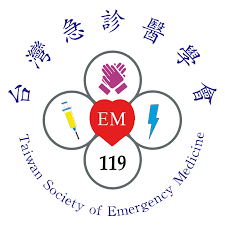 台灣急診醫學會
EM
119
Taiwan Society of Emergency Medicine